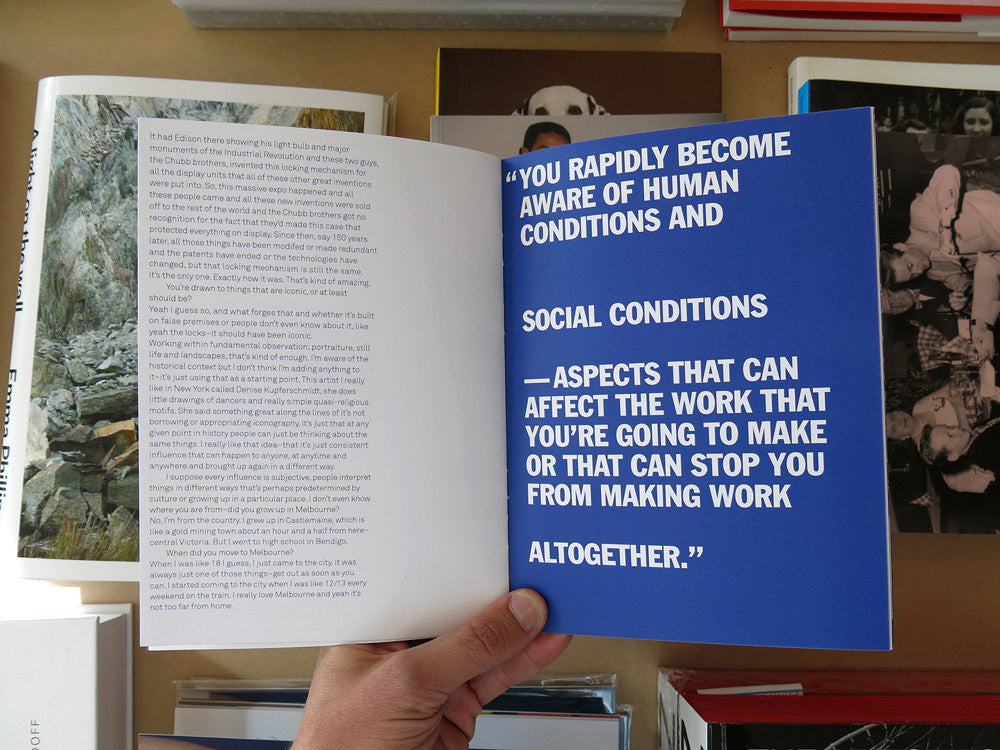 It had Edison there showing his light bulb and major
monuments of the Industrial Revolution and these two guys,
the Chubb brothers, invented this locking mechanism for
all the display units that all of these other great inventions
were put into. So, this massive expo happened and all
these people came and all these new inventions were sold
off to the rest of the world and the Chubb brothers got no
recognition for the fact that they'd made this case that
protected everything on display. Since then, say 150 years
later, all those things have been modifed or made redundant
and the patents have ended or the technologies have
changed, but that locking mechanism is still the same.
It's the only one. Exactly how it was. That's kind of amazing.
You're drawn to things that are iconic, or at least
should be?
Yeah I guess so, and what forges that and whether it's built
on false premises or people don't even know about it, like
yeah the locks—it should have been iconic.
Working within fundamental observation; portraiture, still
life and landscapes, that's kind of enough. I'm aware of the
historical context but I don't think I'm adding anything to
it—it's just using that as a starting point. This artist I really
like in New York called Denise Kupferschmidt, she does
little drawings of dancers and really simple quasi-religious
motifs. She said something great along the lines of it's not
borrowing or appropriating iconography, it's just that at any
given point in history people can just be thinking about the
same things. I really like that idea—that it's just consistent
influence that can happen to anyone, at anytime and
anywhere and brought up again in a different way.
I suppose every influence is subjective, people interpret
things in different ways that's perhaps predetermined by
culture or growing up in a particular place. I don't even know
where you are from—did you grow up in Melbourne?
No, I'm from the country. I grew up in Castlemaine, which is
like a gold mining town about an hour and a half from here—
central Victoria. But I went to high school in Bendigo.
When did you move to Melbourne?
When I was like 18 I guess, I just came to the city. It was
always just one of those things—get out as soon as you
can. I started coming to the city when I was like 12/13 every
weekend on the train. I really love Melbourne and yeah it's
not too far from home.
“YOU RAPIDLY BECOME
AWARE OF HUMAN
CONDITIONS AND
SOCIAL CONDITIONS
—ASPECTS THAT CAN
AFFECT THE WORK THAT
YOU’RE GOING TO MAKE
OR THAT CAN STOP YOU
FROM MAKING WORK
ALTOGETHER.”
A light on the wall
Emma